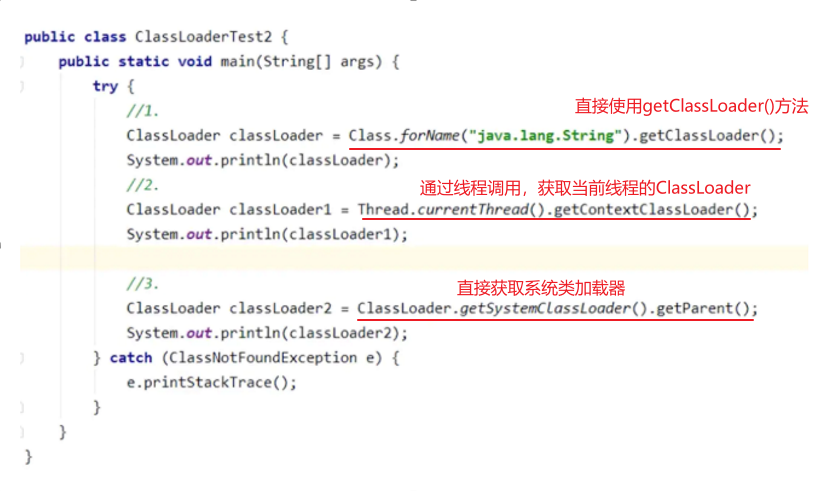 public class ClassLoaderTest2 {
public static void main(String[] args) {
try {
//1.
直接使用getClassLoader()方法
ClassLoader classLoader = Class.forName("java.lang.String").getClassLoader();
System.out.println(classLoader);
//2.
通过线程调用，获取当前线程的ClassLoader
ClassLoader classLoader1 = Thread.currentThread().getContextClassLoader();
System.out.println(classLoader1);
//3.
直接获取系统类加载器
ClassLoader classLoader2 = ClassLoader.getSystemClassLoader().getParent();
System.out.println(classLoader2);
} catch (ClassNotFoundException e) {
e.printStackTrace();
}
}
}